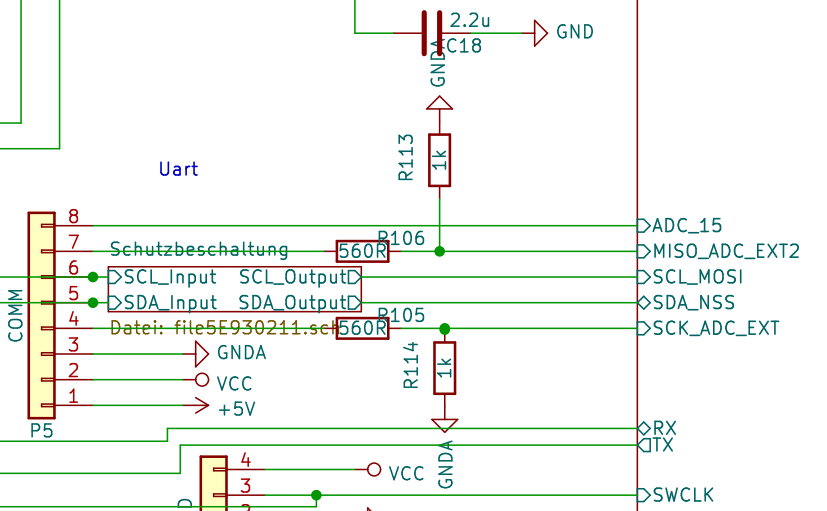 2.2u
GND
C18
GNDA
R113
1k
Uart
8
ADC_15
7
Schutzbeschaltung
R106
560R
MISO_ADC_EXT2
6
SCL_Input
SCL_Output
SCL_MOSI
5
SDA_Input
SDA_Output
SDA_NSS
COMM
4
Datei: file5E930211.sch
R105
560R
SCK_ADC_EXT
3
GNDA
R114
1k
2
VCC
1
+5V
P5
RX
TX
GNDA
4
VCC
3
SWCLK
D